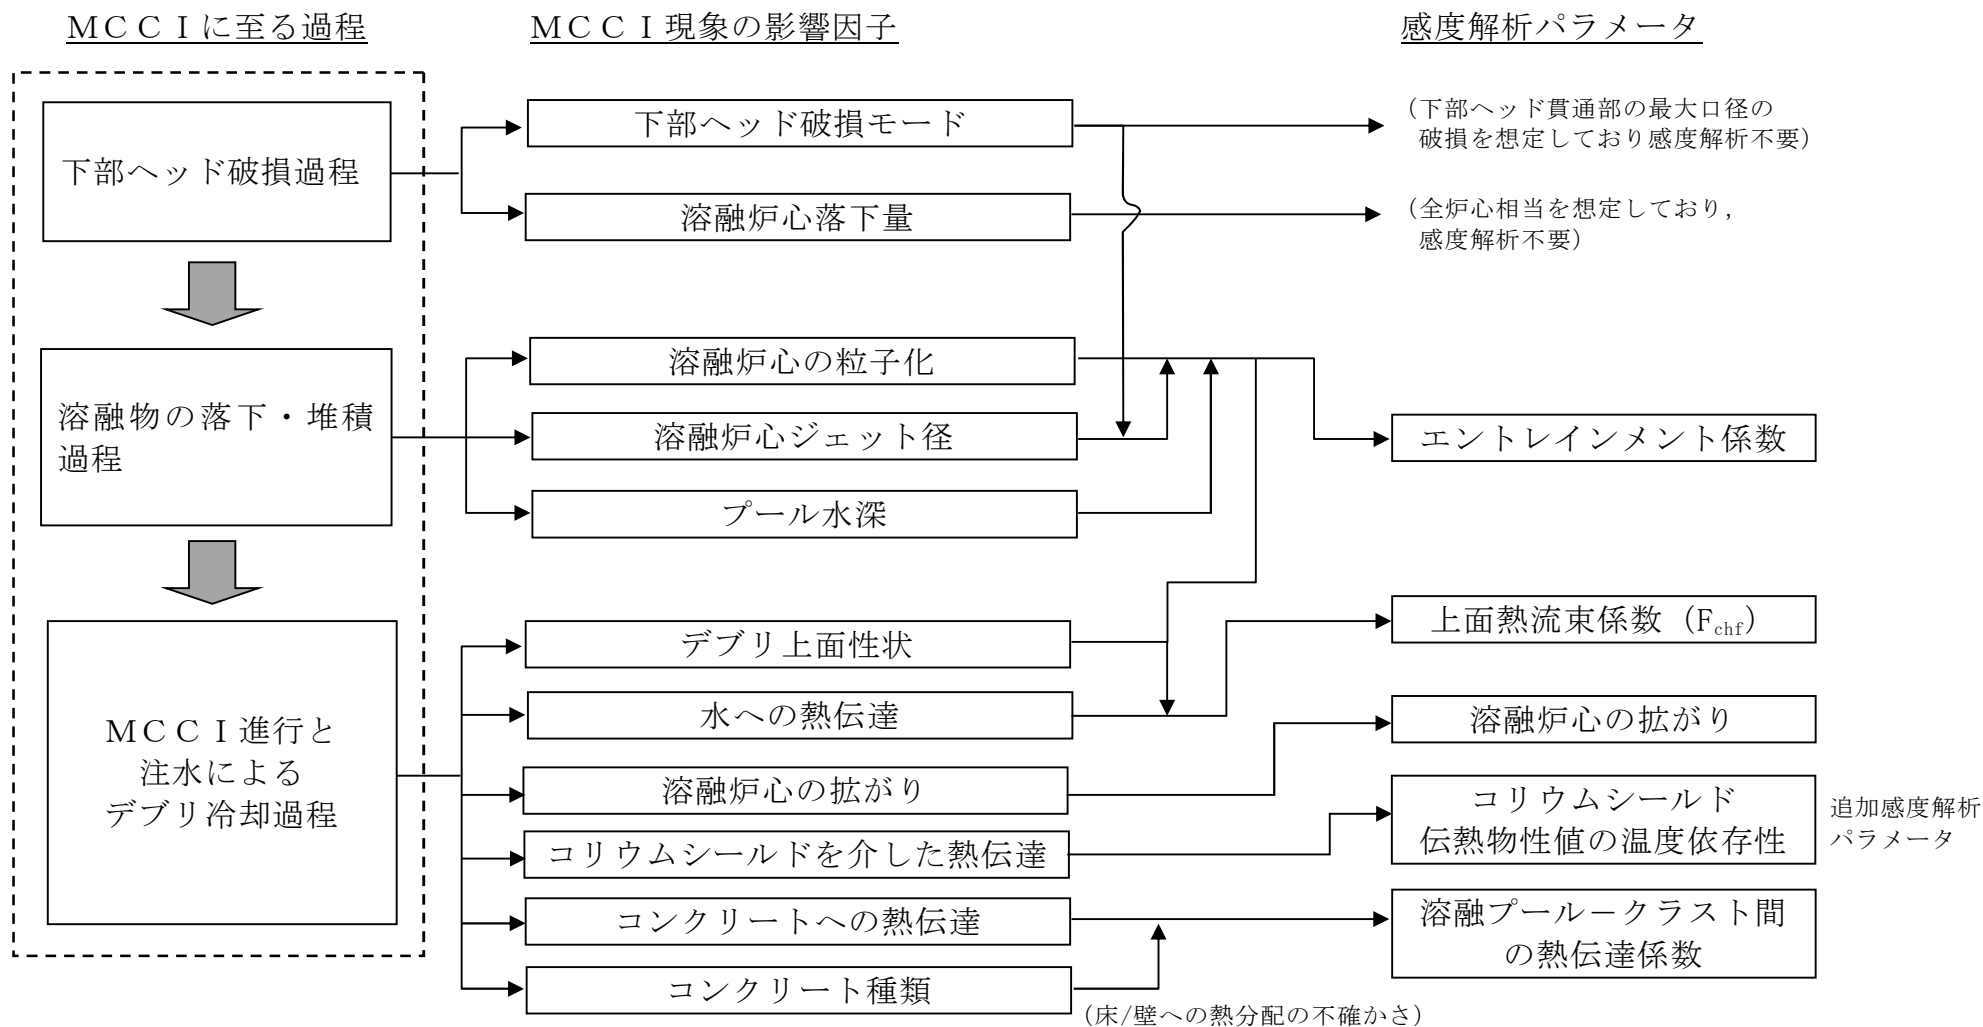 MCCIに至る過程
MCCI現象の影響因子
感度解析パラメータ
下部ヘッド破損過程
溶融物の落下・堆積
過程
MCCI進行と
注水による
デブリ冷却過程
下部ヘッド破損モード
溶融炉心落下量
溶融炉心の粒子化
溶融炉心ジェット径
プール水深
デブリ上面性状
水への熱伝達
溶融炉心の拡がり
コリウムシールドを介した熱伝達
コンクリートへの熱伝達
コンクリート種類
（床/壁への熱分配の不確かさ）
（下部ヘッド貫通部の最大口径の
破損を想定しており感度解析不要）
（全炉心相当を想定しており，
感度解析不要）
エントレインメント係数
上面熱流束係数（Fchf）
溶融炉心の拡がり
コリウムシールド
伝熱物性値の温度依存性
追加感度解析
パラメータ
溶融プール－クラスト間
の熱伝達係数